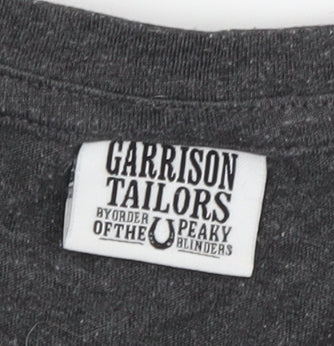 GARRISON
TAILORS
BY ORDER
OF THE PEAKY
BLINDERS